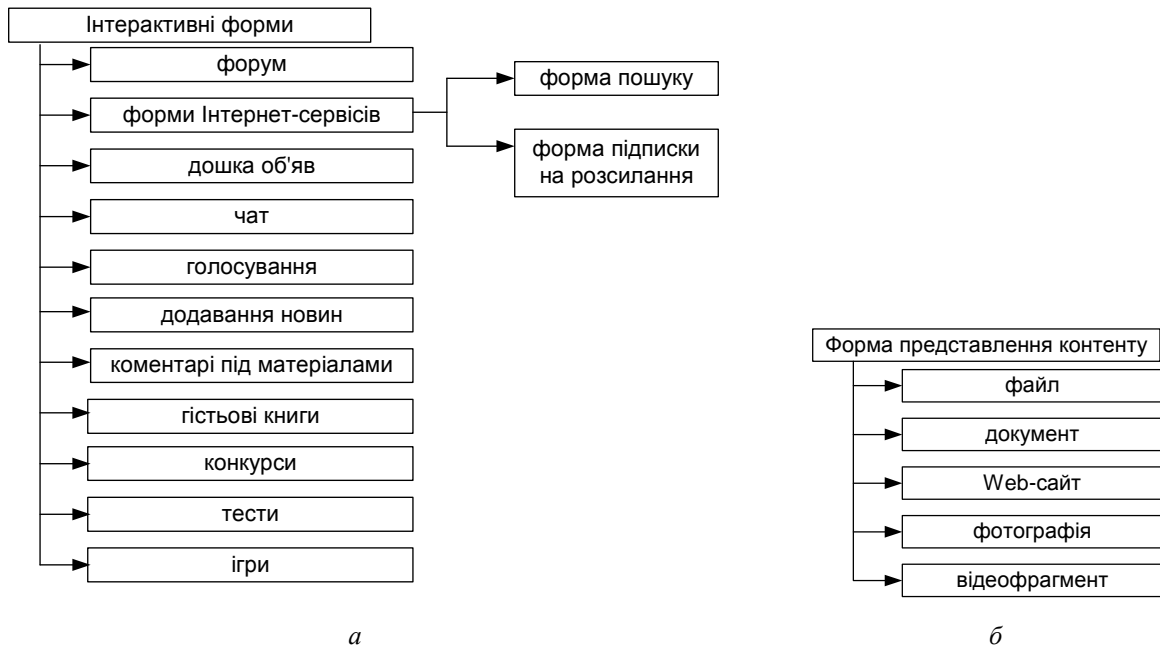 Інтерактивні форми
форум
форми Інтернет-сервісів
форма пошуку
форма підписки
на розсилання
дошка об'яв
чат
голосування
додавання новин
коментарі під матеріалами
гістьові книги
конкурси
тести
ігри
а
Форма представлення контенту
файл
документ
Web-сайт
фотографія
відеофрагмент
б